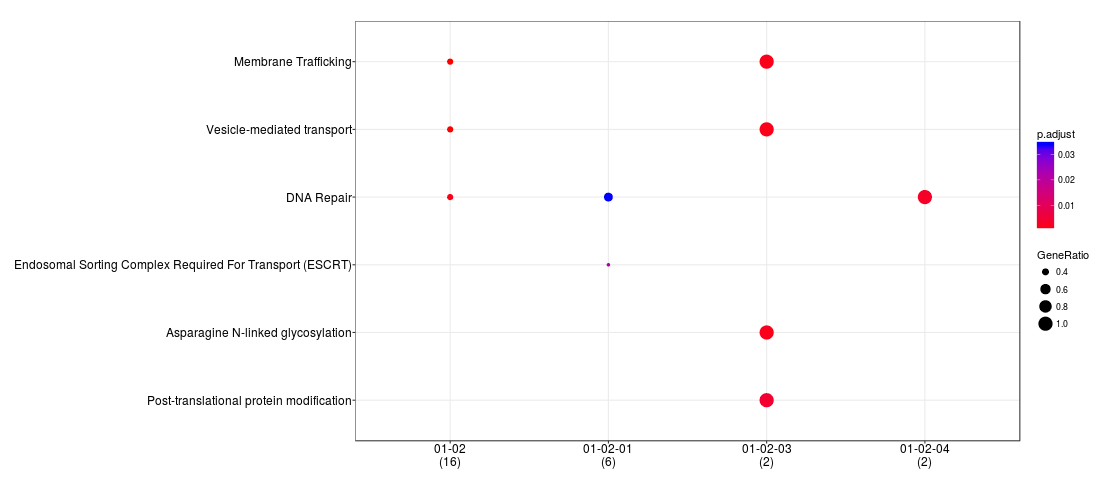 Membrane Trafficking
Vesicle-mediated transport
DNA Repair
Endosomal Sorting Complex Required For Transport (ESCRT)
Asparagine N-linked glycosylation
Post-translational protein modification
01-02
(16)
01-02-01
(6)
01-02-03
(2)
01-02-04
(2)
p.adjust
0.03
0.02
0.01
GeneRatio
0.4
0.6
0.8
1.0